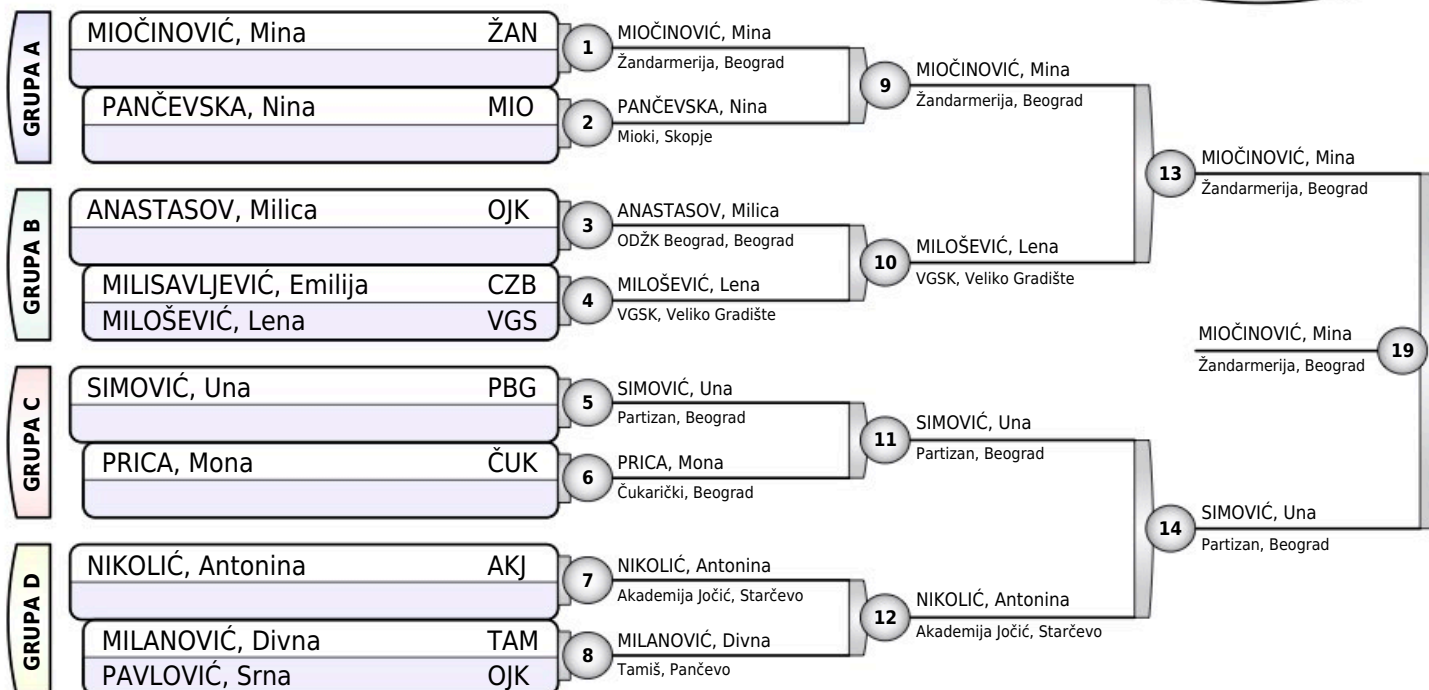 GRUPA A
MIOČINOVIĆ, Mina ŽAN
PANČEVSKA, Nina MIO
1
MIOČINOVIĆ, Mina
Žandarmerija, Beograd
2
PANČEVSKA, Nina
Mioki, Skopje
9
MIOČINOVIĆ, Mina
Žandarmerija, Beograd
GRUPA B
ANASTASOV, Milica OJK
MILISAVLJEVIĆ, Emilija CZB
MILOŠEVIĆ, Lena VGS
3
ANASTASOV, Milica
ODŽK Beograd, Beograd
4
MILOŠEVIĆ, Lena
VGSK, Veliko Gradište
10
MILOŠEVIĆ, Lena
VGSK, Veliko Gradište
13
MIOČINOVIĆ, Mina
Žandarmerija, Beograd
GRUPA C
SIMOVIĆ, Una PBG
PRICA, Mona ČUK
5
SIMOVIĆ, Una
Partizan, Beograd
6
PRICA, Mona
Čukarički, Beograd
11
SIMOVIĆ, Una
Partizan, Beograd
GRUPA D
NIKOLIĆ, Antonina AKJ
MILANOVIĆ, Divna TAM
PAVLOVIĆ, Srna OJK
7
NIKOLIĆ, Antonina
Akademija Jočić, Starčevo
8
MILANOVIĆ, Divna
Tamiš, Pančevo
12
NIKOLIĆ, Antonina
Akademija Jočić, Starčevo
14
SIMOVIĆ, Una
Partizan, Beograd
MIOČINOVIĆ, Mina
Žandarmerija, Beograd
19